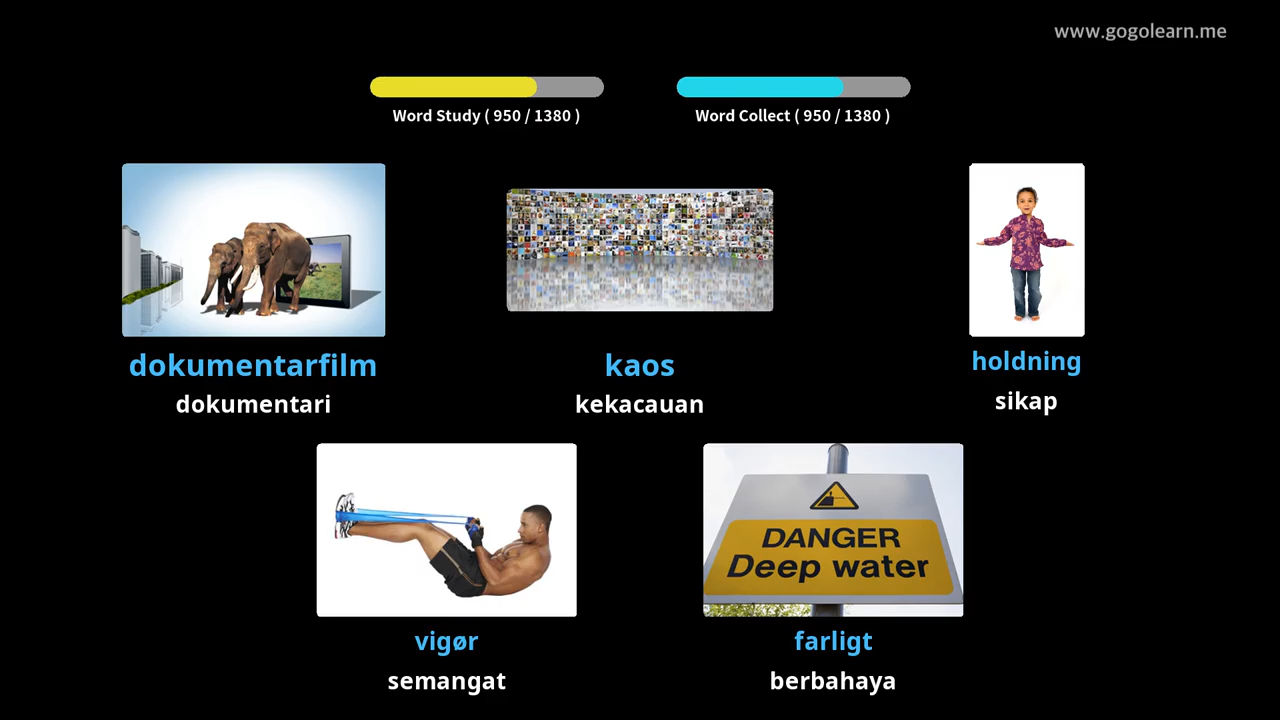 www.gogolearn.me
Word Study ( 950 / 1380 )
Word Collect ( 950 / 1380 )
dokumentarfilm
dokumentari
kaos
kekacauan
holdning
sikap
DANGER
Deep water
vigør
semangat
farligt
berbahaya